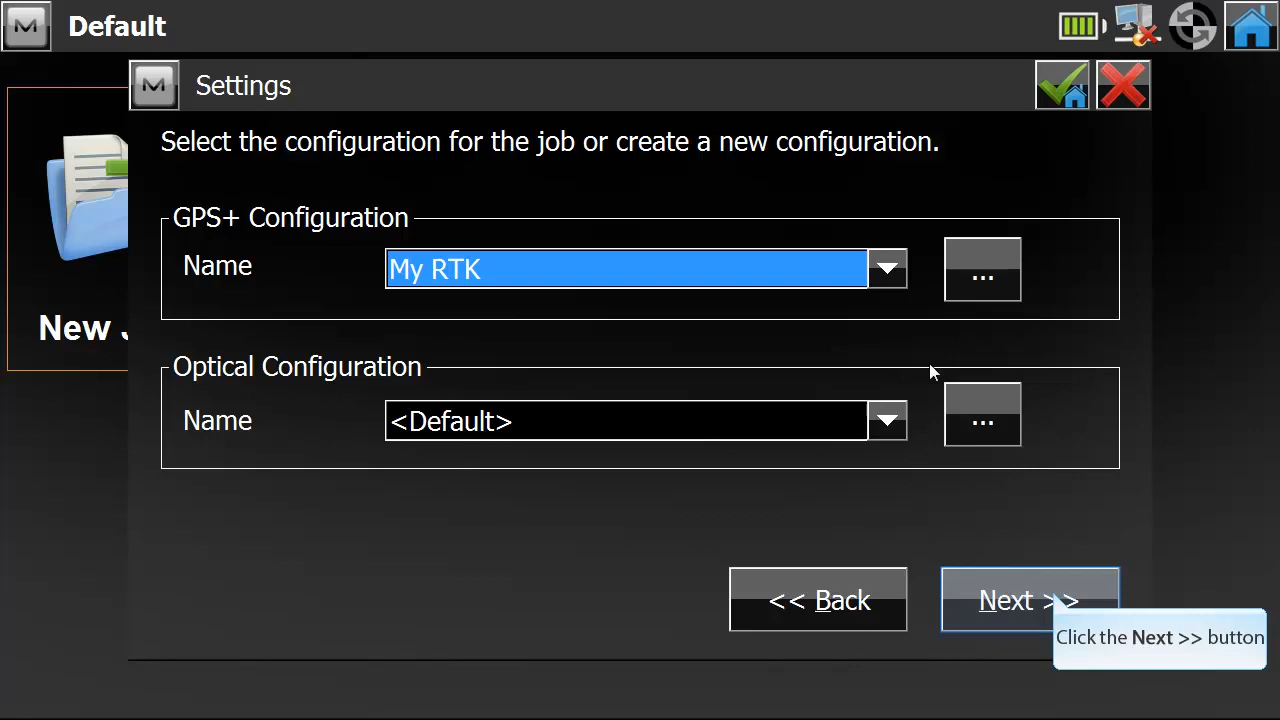 Default
Settings
Select the configuration for the job or create a new configuration.
GPS+ Configuration
Name
My RTK
...
New J
Optical Configuration
Name
<Default>
...
<< Back
Next >>
Click the Next >> button